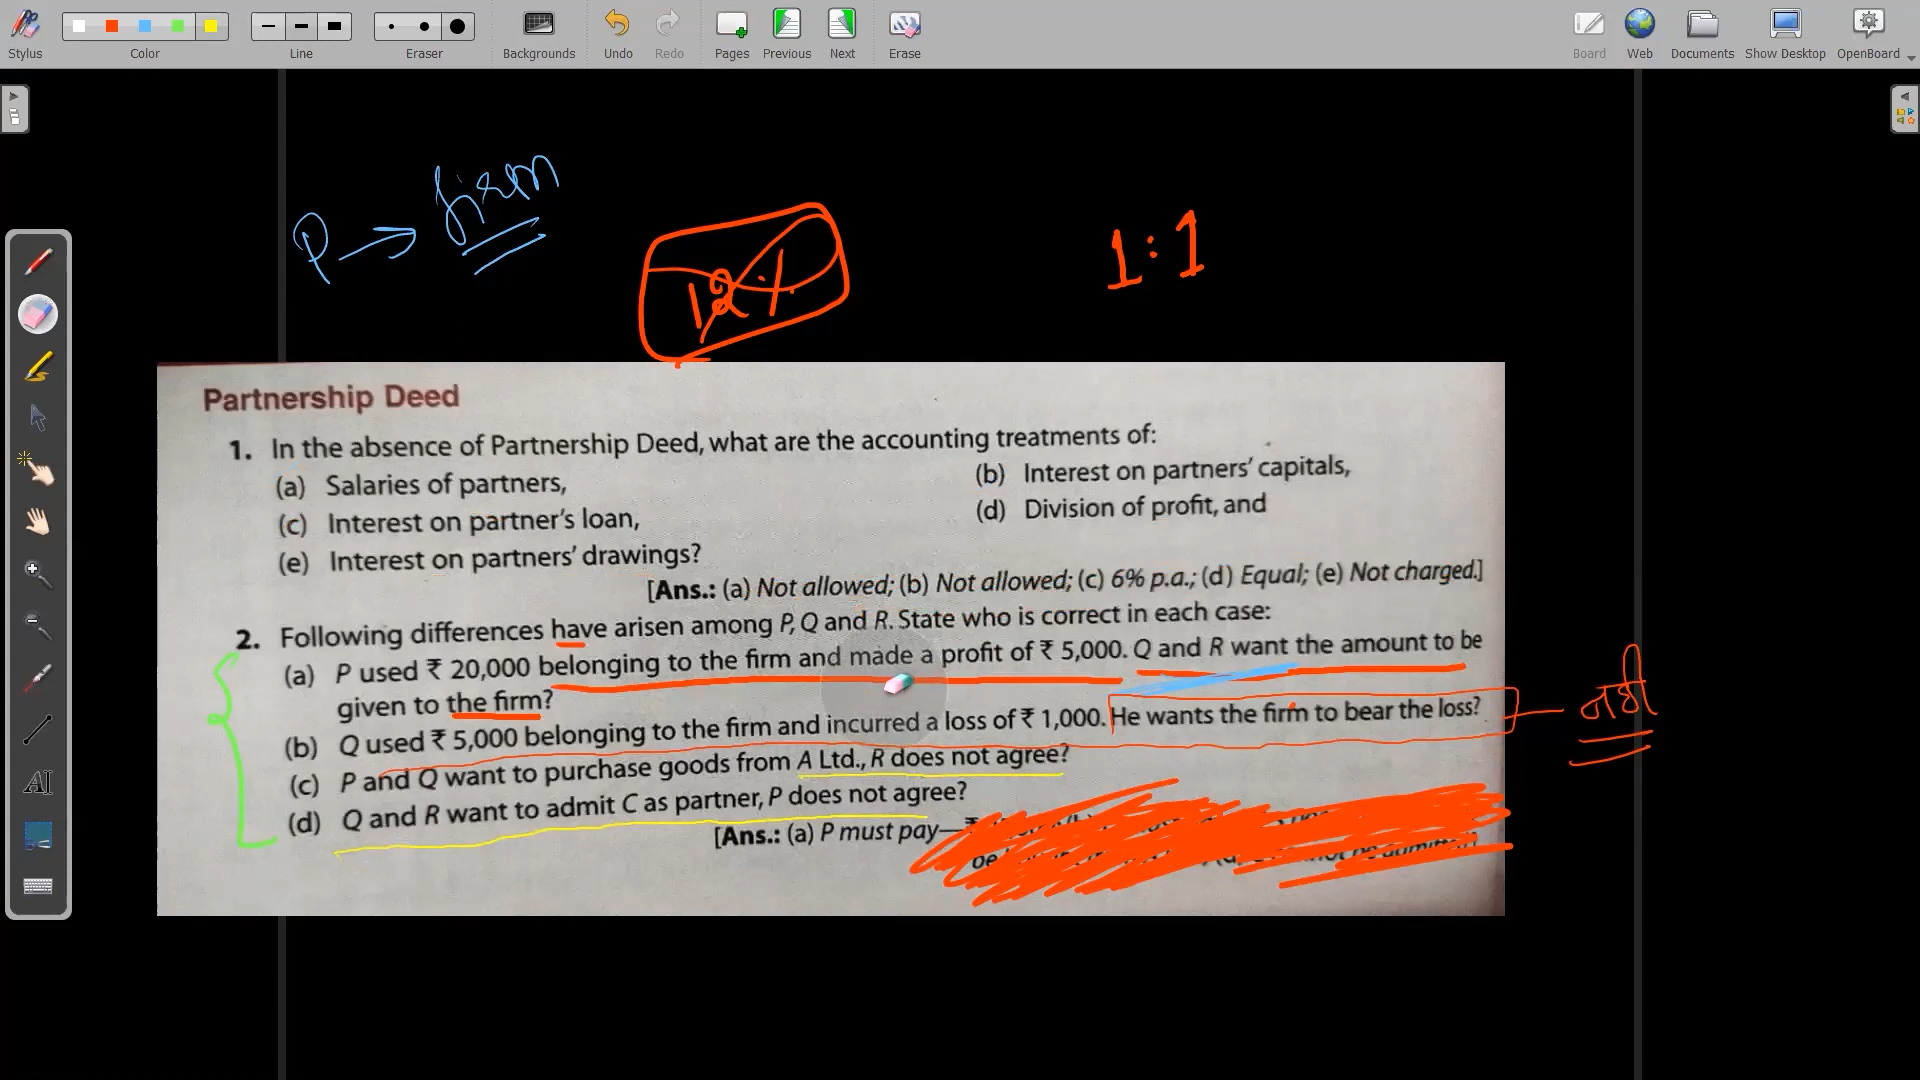 Stylus Color Line Eraser Backgrounds Undo Redo Pages Previous Next Erase Board Web Documents Show Desktop OpenBoard
P → firm
12%
1:1
Partnership Deed
1. In the absence of Partnership Deed, what are the accounting treatments of:
(a) Salaries of partners, (b) Interest on partners' capitals,
(c) Interest on partner's loan, (d) Division of profit, and
(e) Interest on partners' drawings?
[Ans.: (a) Not allowed; (b) Not allowed; (c) 6% p.a.; (d) Equal; (e) Not charged.]
2. Following differences have arisen among P, Q and R. State who is correct in each case:
(a) P used ₹ 20,000 belonging to the firm and made a profit of ₹ 5,000. Q and R want the amount to be
given to the firm?
(b) Q used ₹ 5,000 belonging to the firm and incurred a loss of ₹ 1,000. He wants the firm to bear the loss?
नहीं
(c) P and Q want to purchase goods from A Ltd., R does not agree?
(d) Q and R want to admit C as partner, P does not agree?
[Ans.: (a) P must pay—₹
be
AI